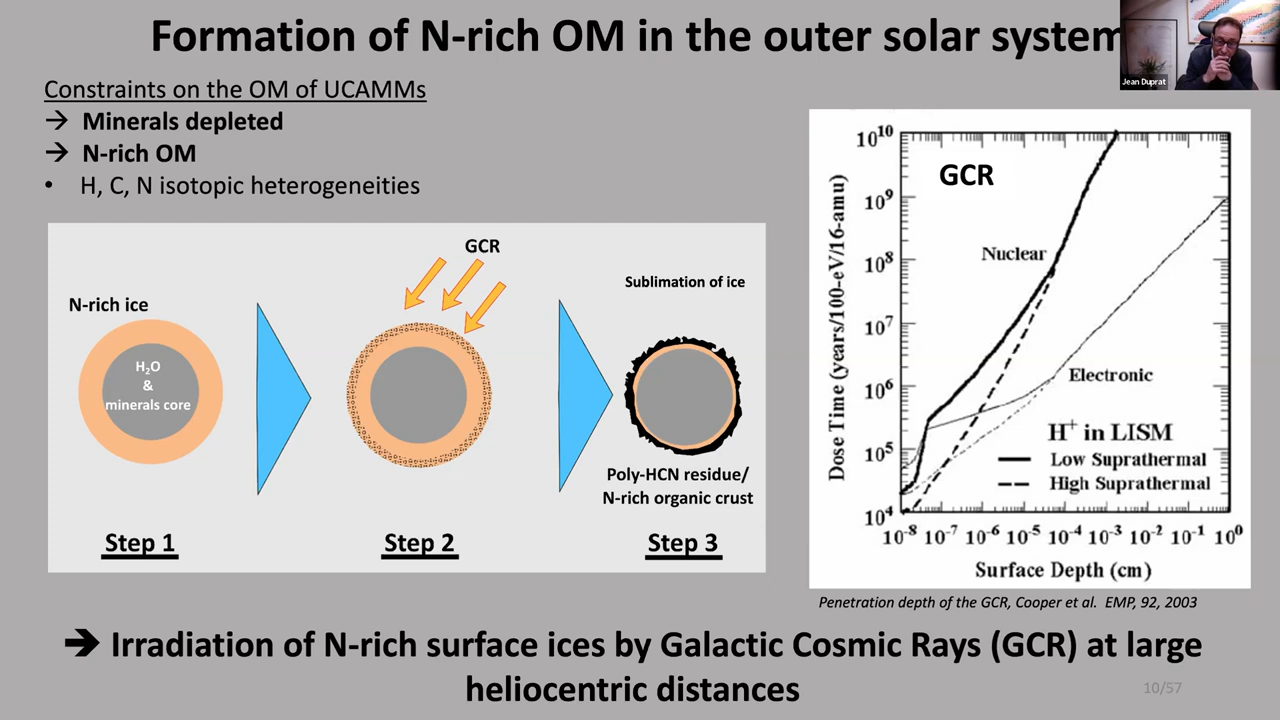 Formation of N-rich OM in the outer solar system
Jean Duprat
Constraints on the OM of UCAMMs
→ Minerals depleted
→ N-rich OM
• H, C, N isotopic heterogeneities
GCR
N-rich ice
H₂O
&
minerals core
Sublimation of ice
Poly-HCN residue/
N-rich organic crust
Step 1
Step 2
Step 3
Dose Time (years/100-eV/16-amu)
10¹⁰
10⁹
10⁸
10⁷
10⁶
10⁵
10⁴
GCR
Nuclear
Electronic
H⁺ in LISM
Low Suprathermal
High Suprathermal
10⁻⁸ 10⁻⁷ 10⁻⁶ 10⁻⁵ 10⁻⁴ 10⁻³ 10⁻² 10⁻¹ 10⁰
Surface Depth (cm)
Penetration depth of the GCR, Cooper et al. EMP, 92, 2003
➔ Irradiation of N-rich surface ices by Galactic Cosmic Rays (GCR) at large
heliocentric distances
10/57